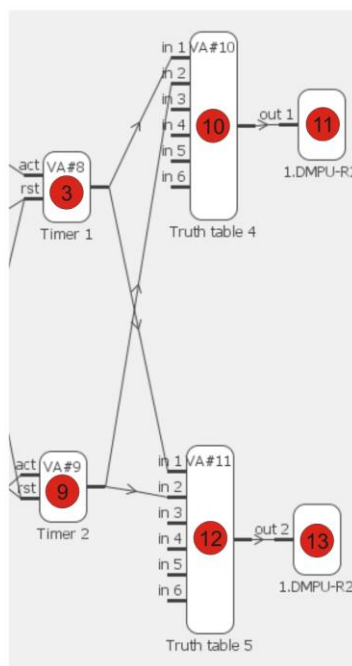 in 1 VA#10
in 2
in 3
in 4
in 5
in 6
10
out 1
11
1.DMPU-R2
Truth table 4
act VA#8
rst
3
Timer 1
act VA#9
rst
9
Timer 2
in 1 VA#11
in 2
in 3
in 4
in 5
in 6
12
out 2
13
1.DMPU-R2
Truth table 5